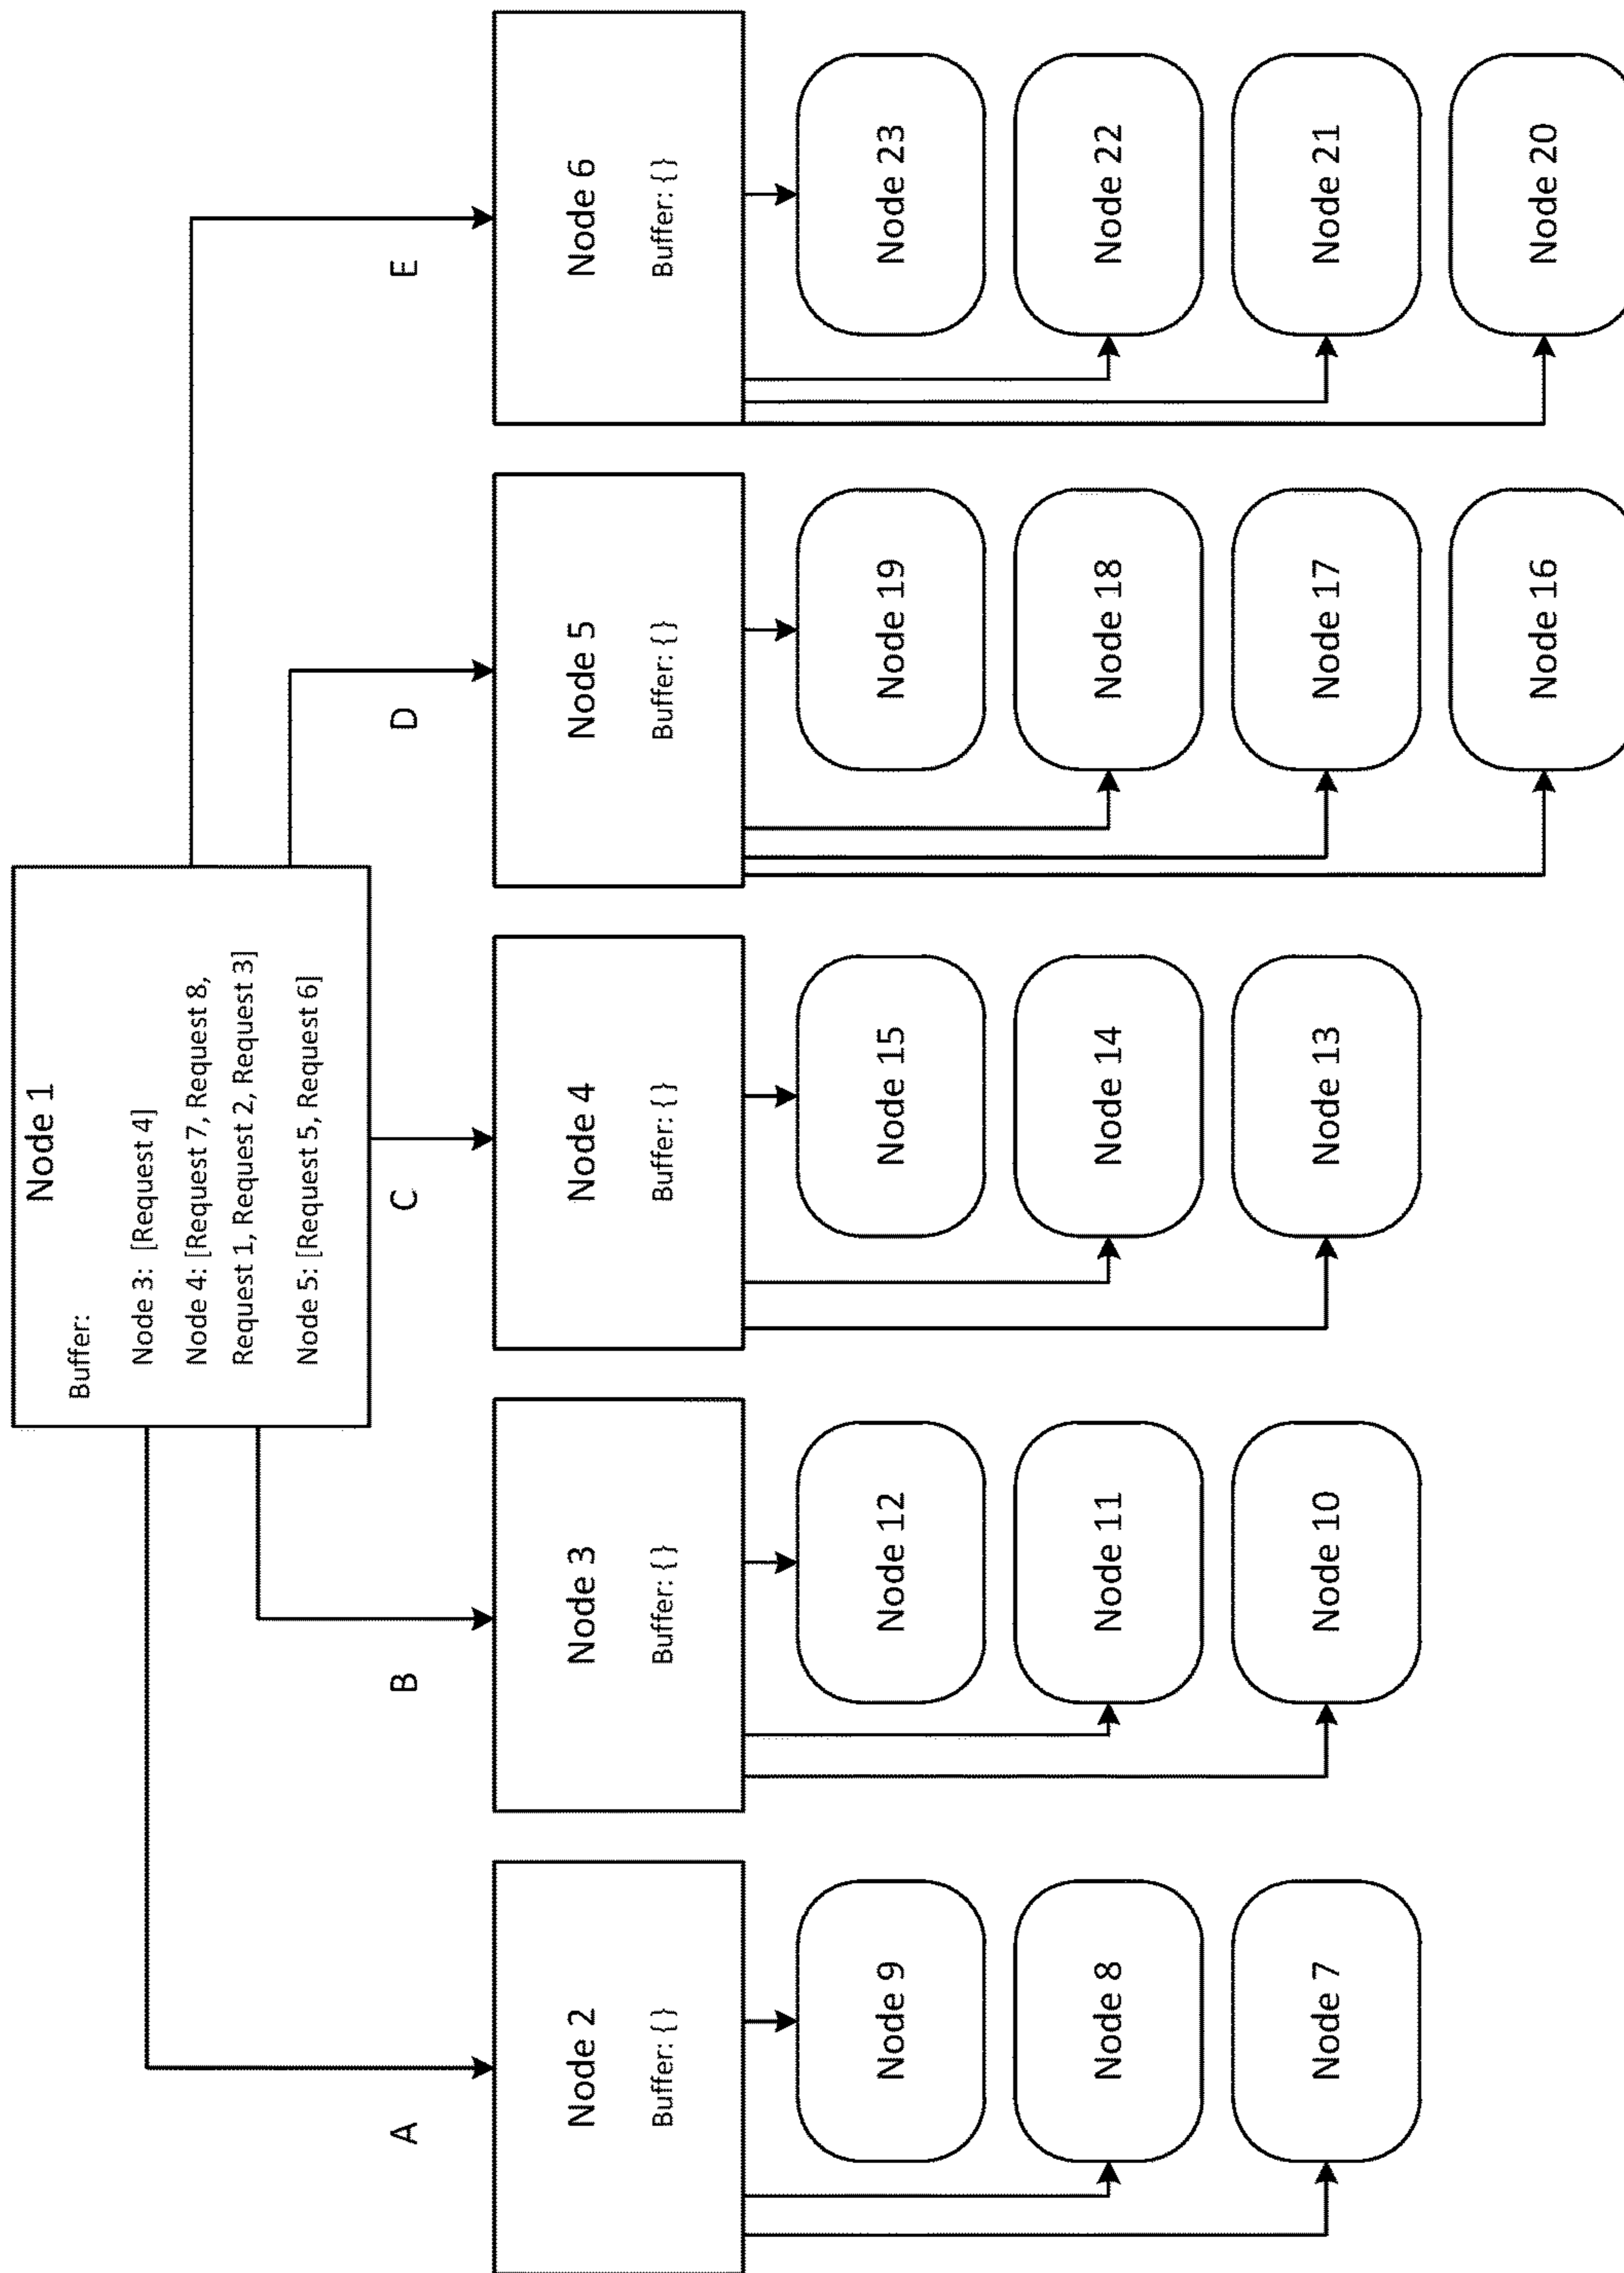 Node 1
Buffer:
Node 3: [Request 4]
Node 4: [Request 7, Request 8,
Request 1, Request 2, Request 3]
Node 5: [Request 5, Request 6]
A
B
C
D
E
Node 2
Buffer: { }
Node 3
Buffer: { }
Node 4
Buffer: { }
Node 5
Buffer: { }
Node 6
Buffer: { }
Node 9
Node 12
Node 15
Node 19
Node 23
Node 8
Node 11
Node 14
Node 18
Node 22
Node 7
Node 10
Node 13
Node 17
Node 21
Node 16
Node 20